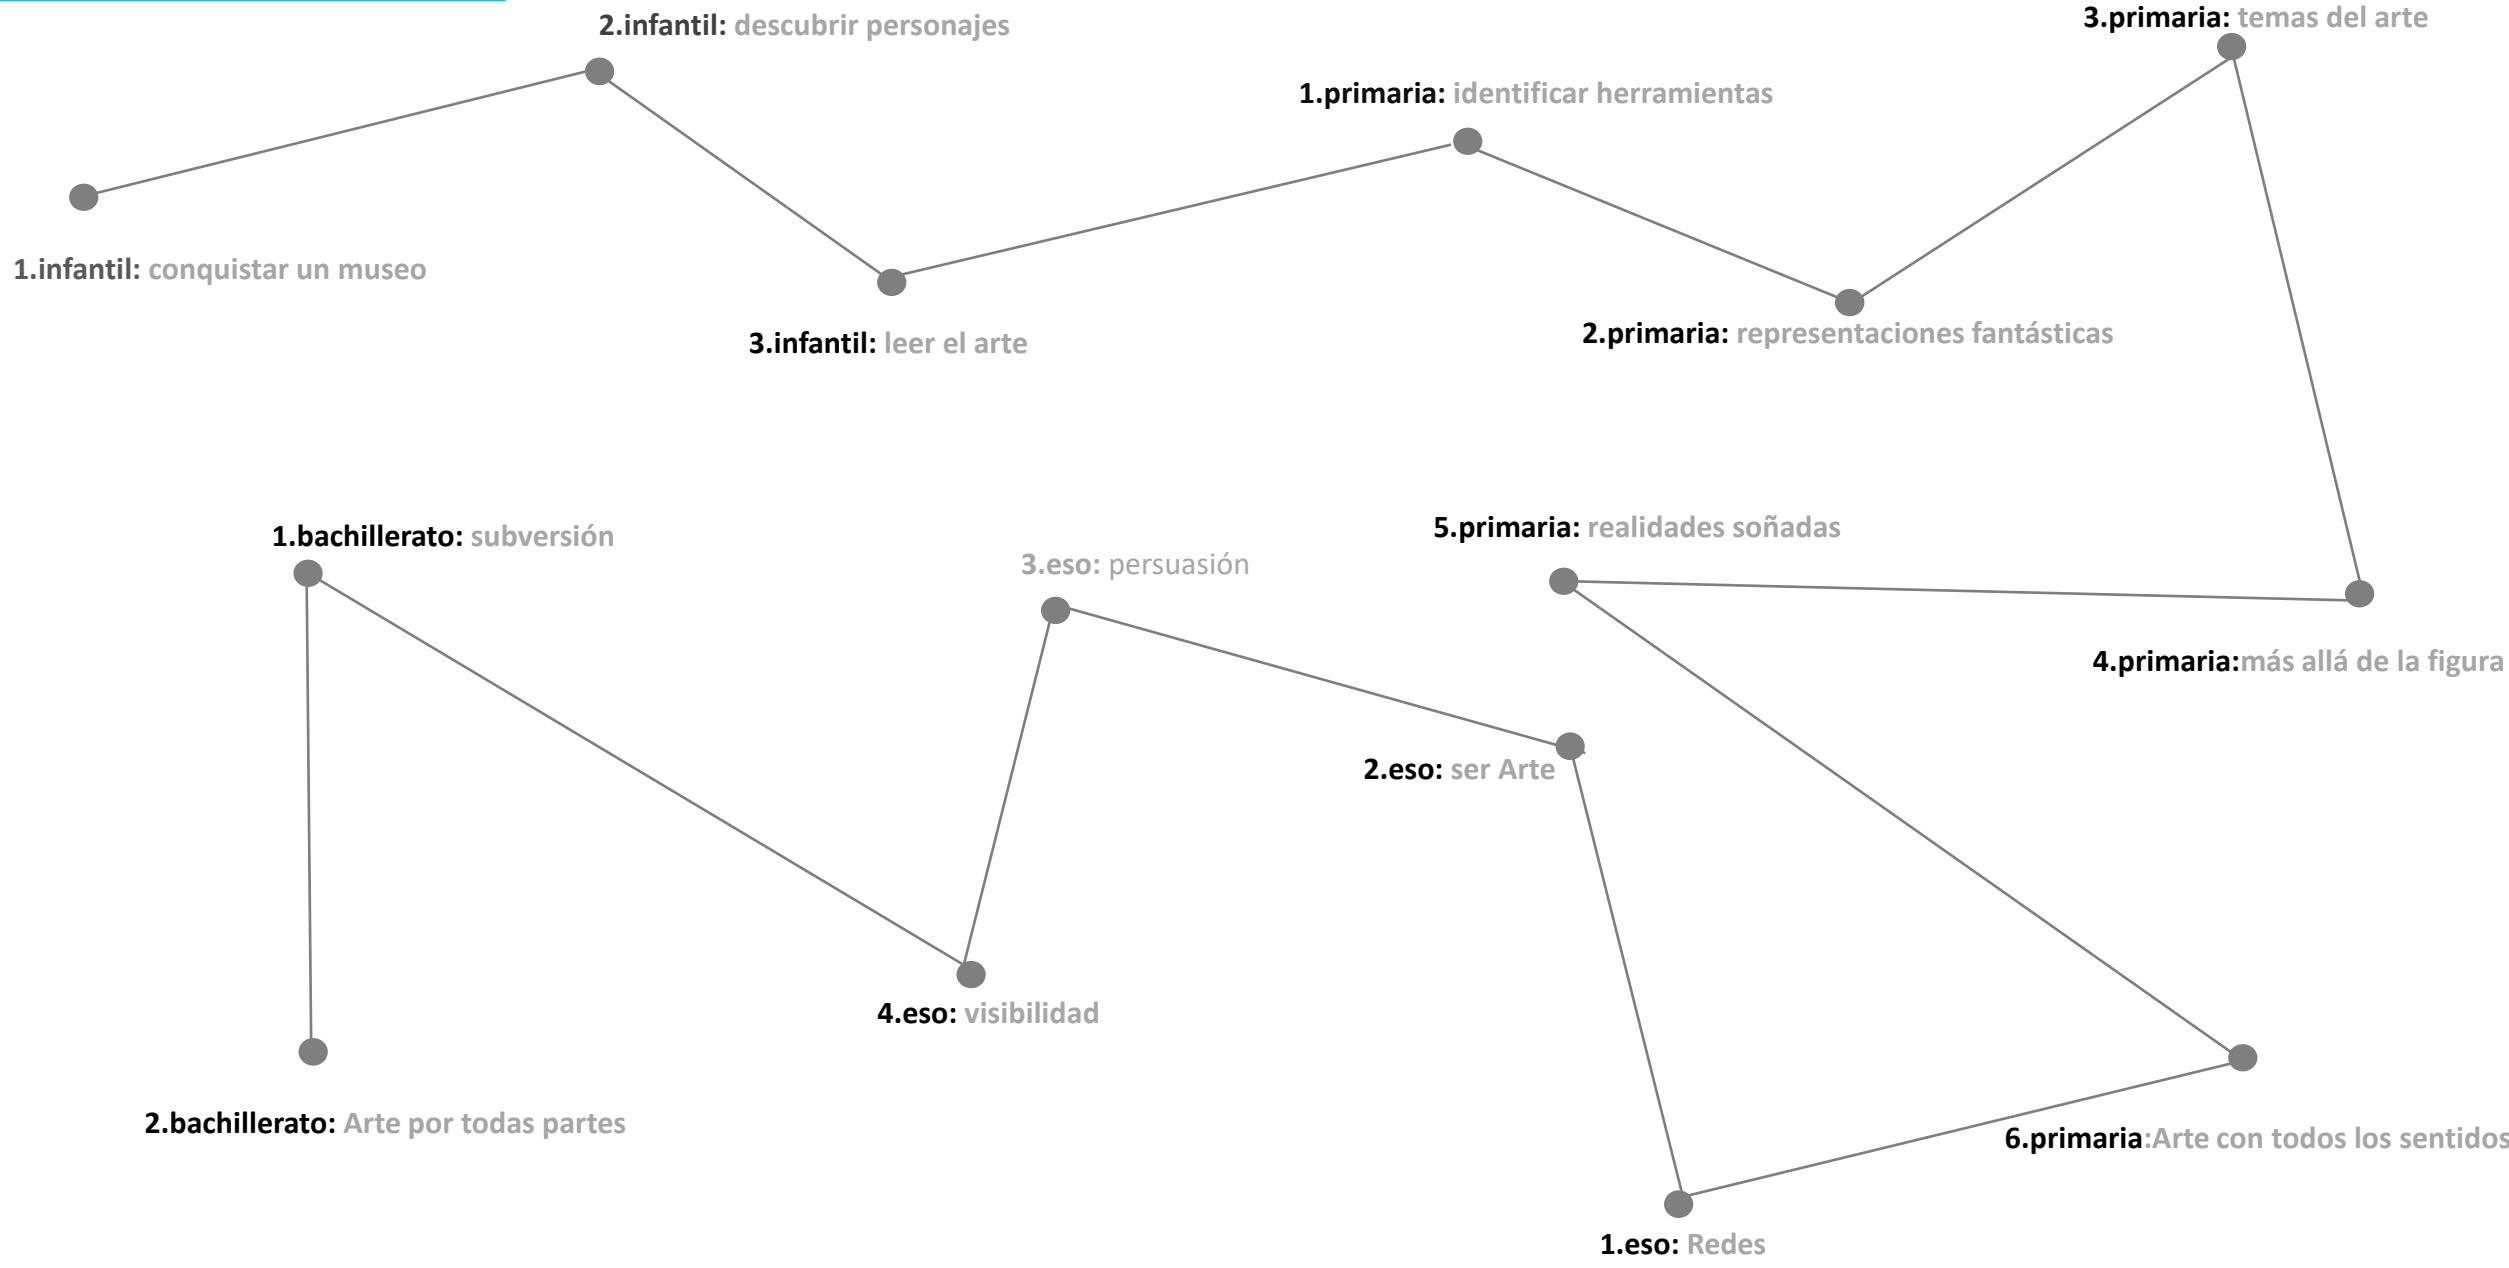 2.infantil: descubrir personajes
3.primaria: temas del arte
1.primaria: identificar herramientas
1.infantil: conquistar un museo
3.infantil: leer el arte
2.primaria: representaciones fantásticas
1.bachillerato: subversión
3.eso: persuasión
5.primaria: realidades soñadas
4.primaria:más allá de la figura
2.eso: ser Arte
4.eso: visibilidad
2.bachillerato: Arte por todas partes
6.primaria:Arte con todos los sentidos
1.eso: Redes